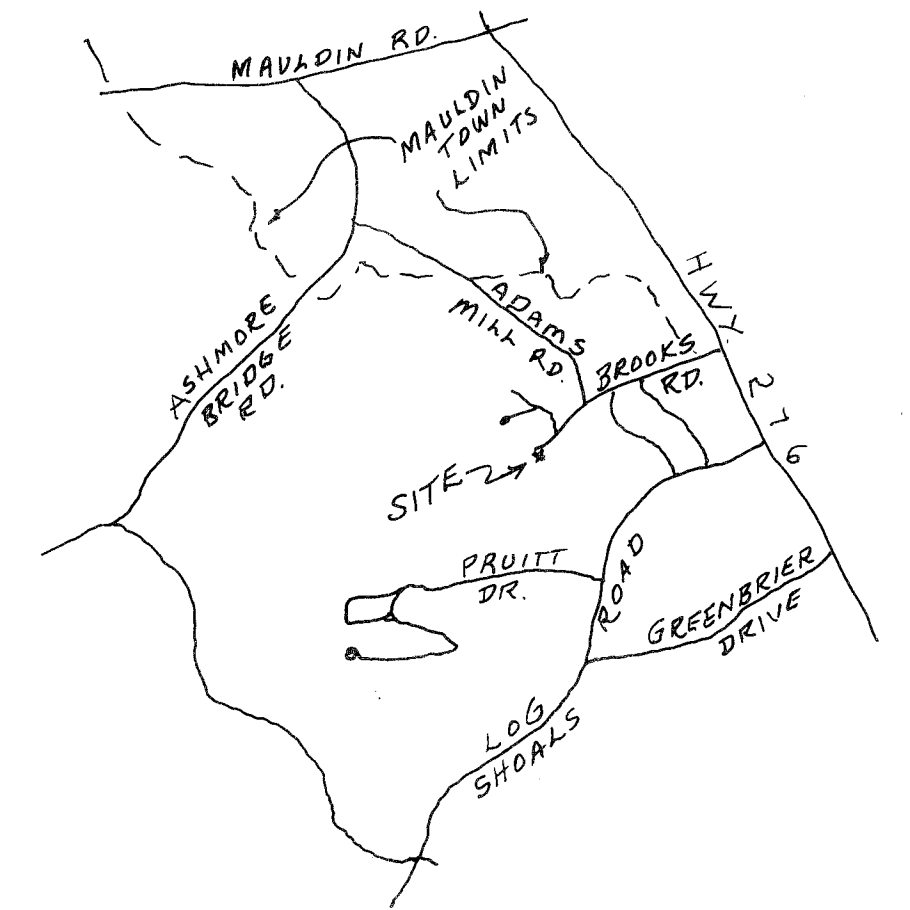 MAULDIN RD.
MAULDIN
TOWN
LIMITS
HWY. 276
ASHMORE
BRIDGE
RD.
ADAMS
MILL RD.
BROOKS
RD.
SITE
PRUITT
DR.
ROAD
GREENBRIER
DRIVE
LOG
SHOALS